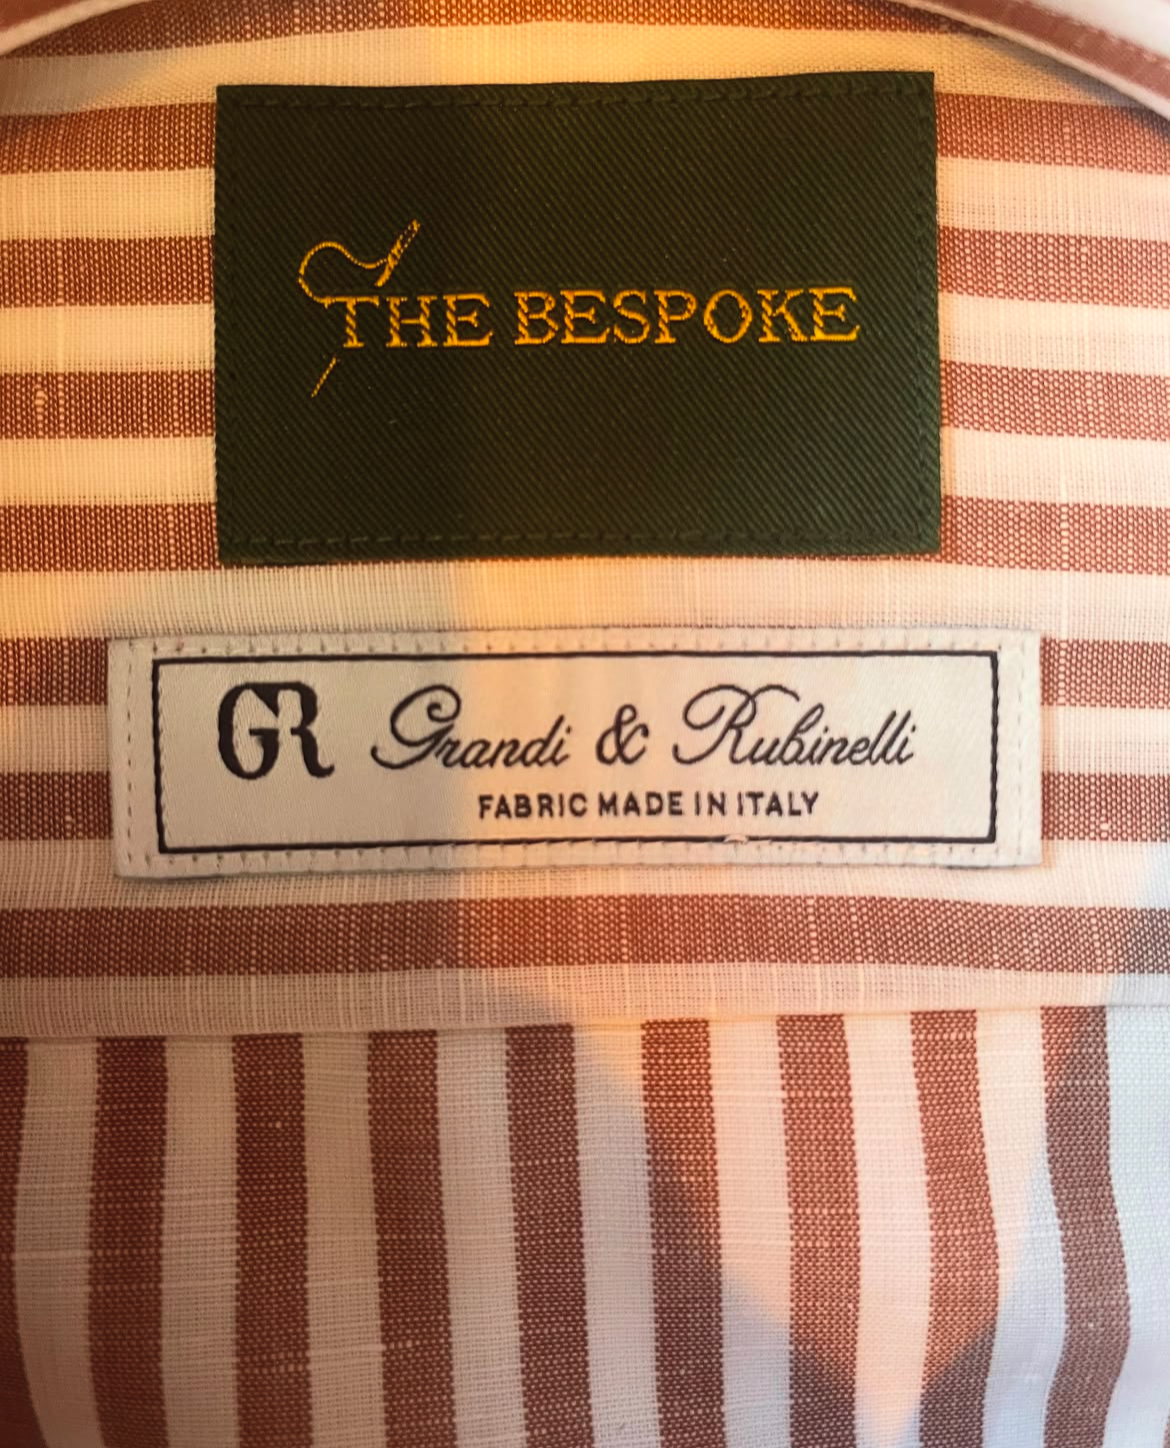 THE BESPOKE
GR Grandi & Rubinelli
FABRIC MADE IN ITALY